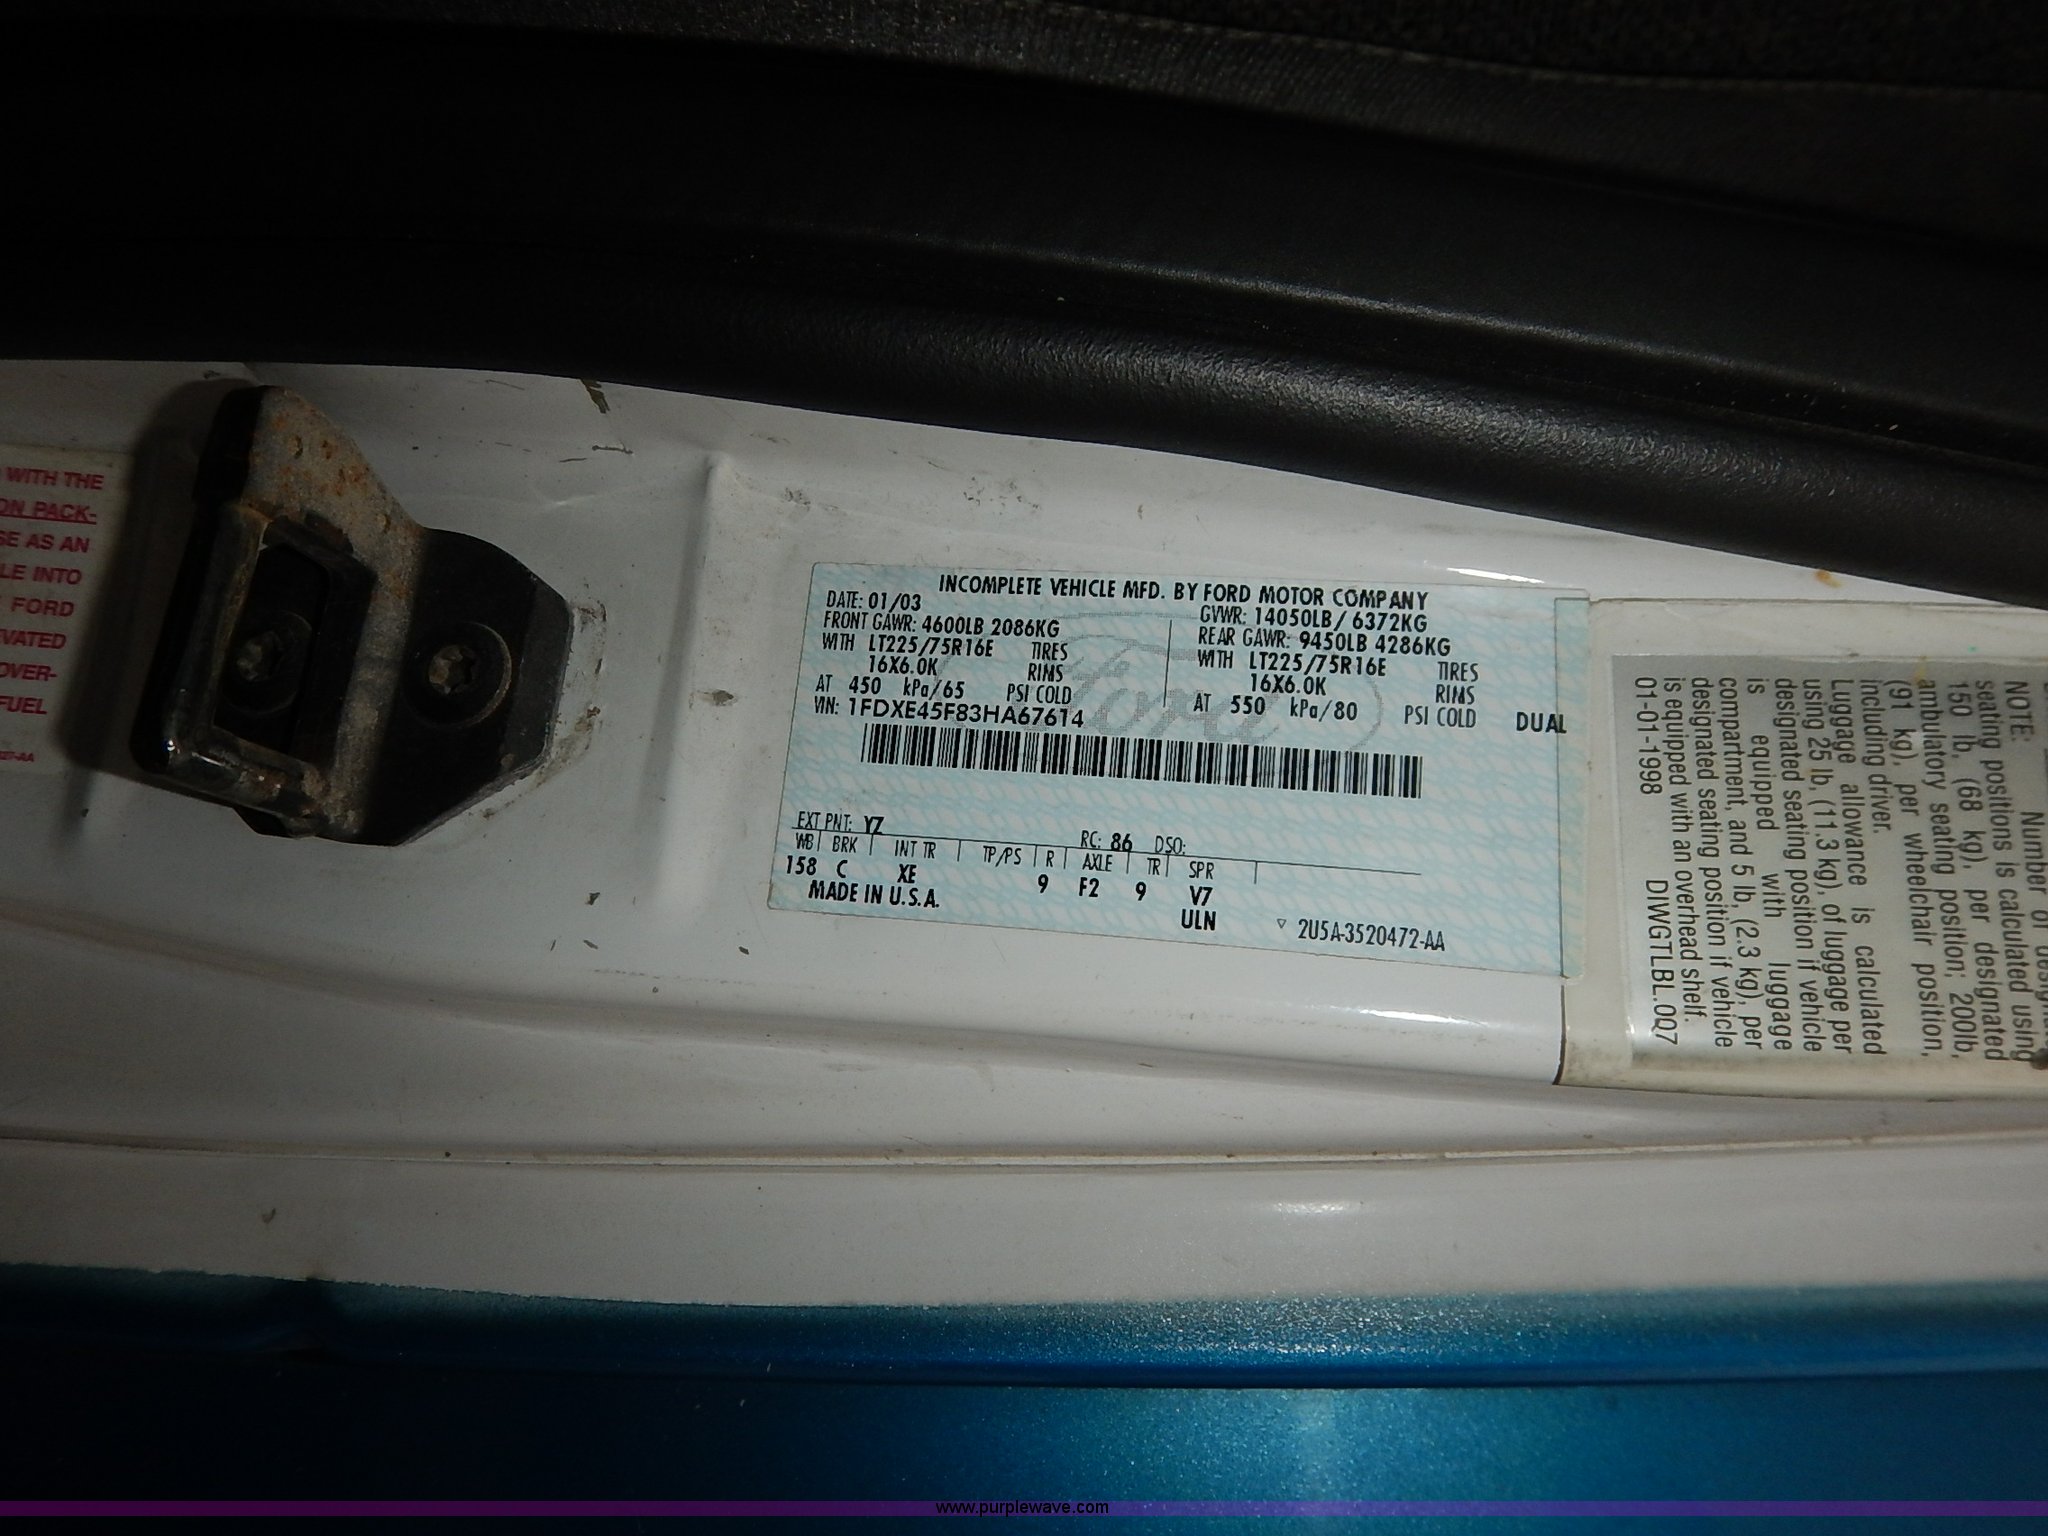 WITH THE
ON PACK-
SE AS AN
LE INTO
FORD
EVATED
OVER-
FUEL
INCOMPLETE VEHICLE MFD. BY FORD MOTOR COMPANY
DATE: 01/03 GVWR: 14050LB/ 6372KG
FRONT GAWR: 4600LB 2086KG REAR GAWR: 9450LB 4286KG
WITH LT225/75R16E TIRES WITH LT225/75R16E TIRES
16X6.0K RIMS 16X6.0K RIMS
AT 450 kPa/65 PSI COLD AT 550 kPa/80 PSI COLD DUAL
VIN: 1FDXE45F83HA67614
Ford
EXT PNT: YZ RC: 86 DSO:
WB BRK INT TR TP/PS R AXLE TR SPR
158 C XE 9 F2 9 V7
MADE IN U.S.A. ULN
2U5A-3520472-AA
NOTE: Number of
seating positions is calculated using
150 lb, (68 kg), per designated
ambulatory seating position; 200lb,
(91 kg), per wheelchair position,
including driver.
Luggage allowance is calculated
using 25 lb, (11.3 kg), of luggage per
designated seating position if vehicle
is equipped with luggage
compartment, and 5 lb, (2.3 kg), per
designated seating position if vehicle
is equipped with an overhead shelf.
01-01-1998 DIWGTLBL.0Q7
www.purplewave.com